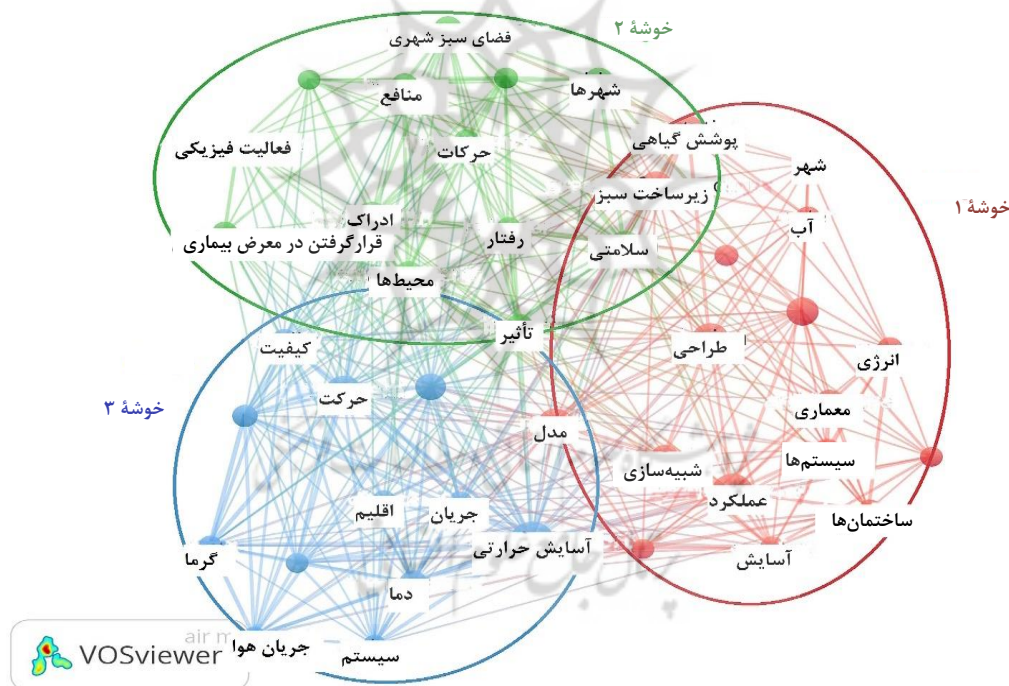 خوشهٔ ۲
فضای سبز شهری
منافع
شهرها
پوشش گیاهی
فعالیت فیزیکی
حرکات
شهر
زیرساخت سبز
خوشهٔ ۱
ادراک
آب
قرارگرفتن در معرض بیماری
رفتار
سلامتی
محیط‌ها
تأثیر
کیفیت
طراحی
انرژی
حرکت
خوشهٔ ۳
معماری
مدل
شبیه‌سازی
سیستم‌ها
عملکرد
اقلیم
جریان
ساختمان‌ها
آسایش حرارتی
گرما
آسایش
دما
air m
جریان هوا
VOSviewer
سیستم